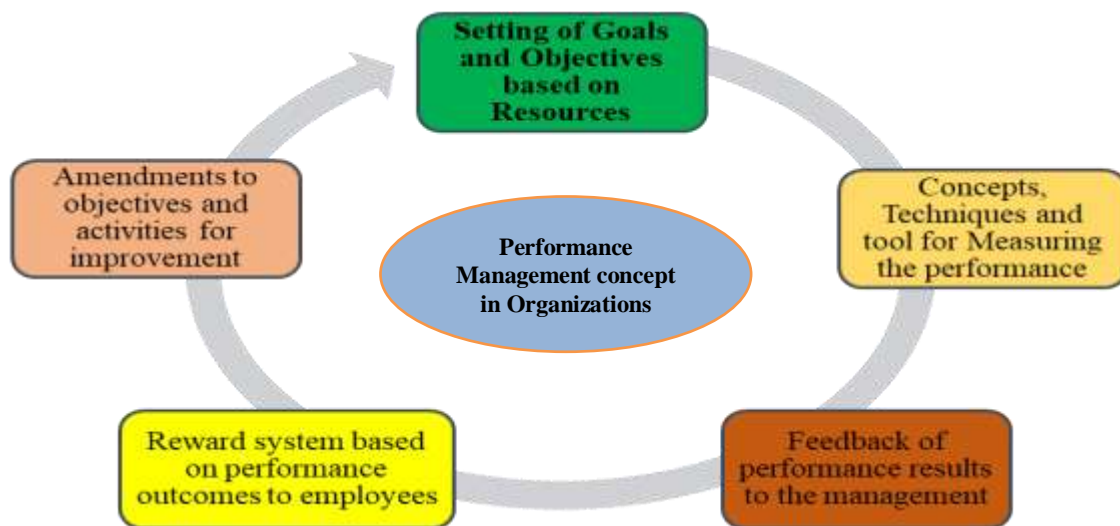 Setting of Goals
and Objectives
based on
Resources
Concepts,
Techniques and
tool for Measuring
the performance
Feedback of
performance results
to the management
Reward system based
on performance
outcomes to employees
Amendments to
objectives and
activities for
improvement
Performance
Management concept
in Organizations